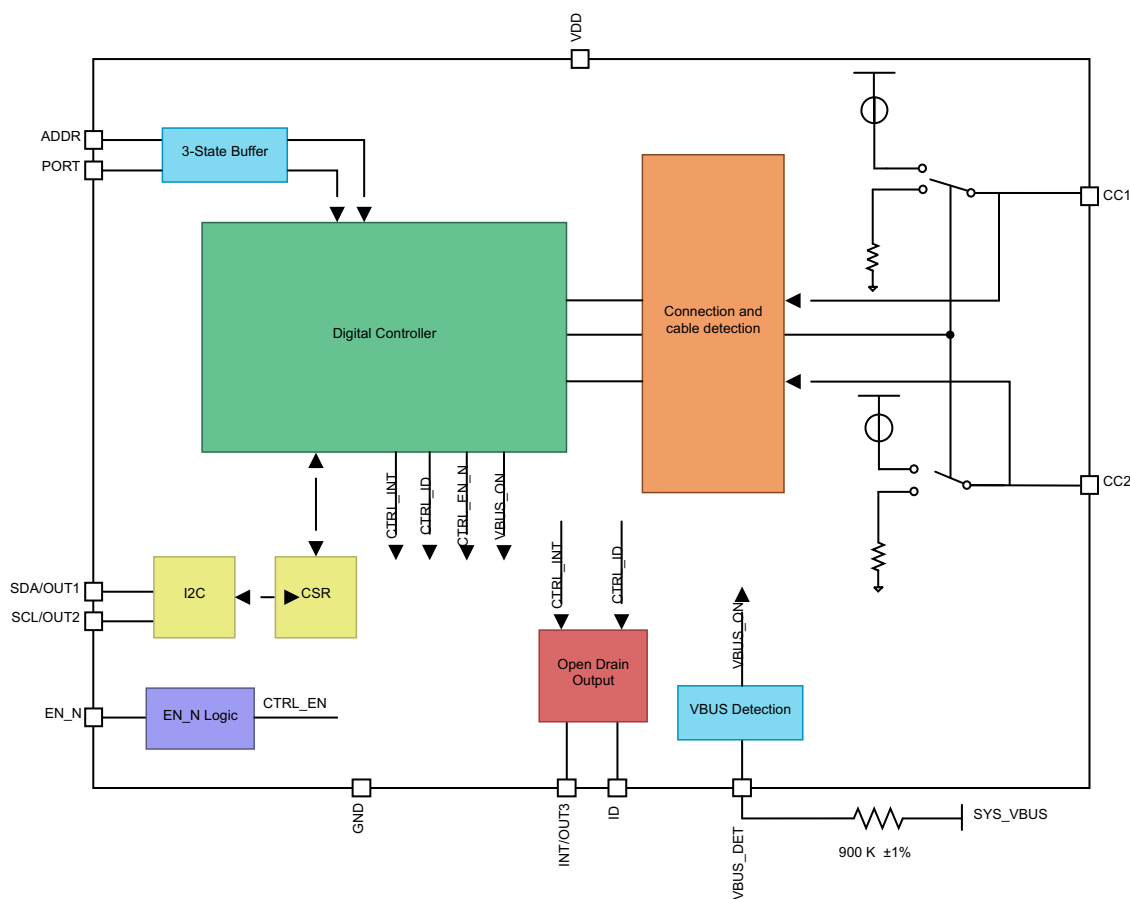 VDD
ADDR
PORT
3-State Buffer
CC1
Digital Controller
Connection and
cable detection
CTRL_INT
CTRL_ID
CTRL_EN_N
VBUS_ON
CC2
CTRL_INT
CTRL_ID
SDA/OUT1
SCL/OUT2
I2C
CSR
VBUS_ON
Open Drain
Output
EN_N
EN_N Logic
CTRL_EN
VBUS Detection
GND
INT/OUT3
ID
VBUS_DET
SYS_VBUS
900 K ±1%